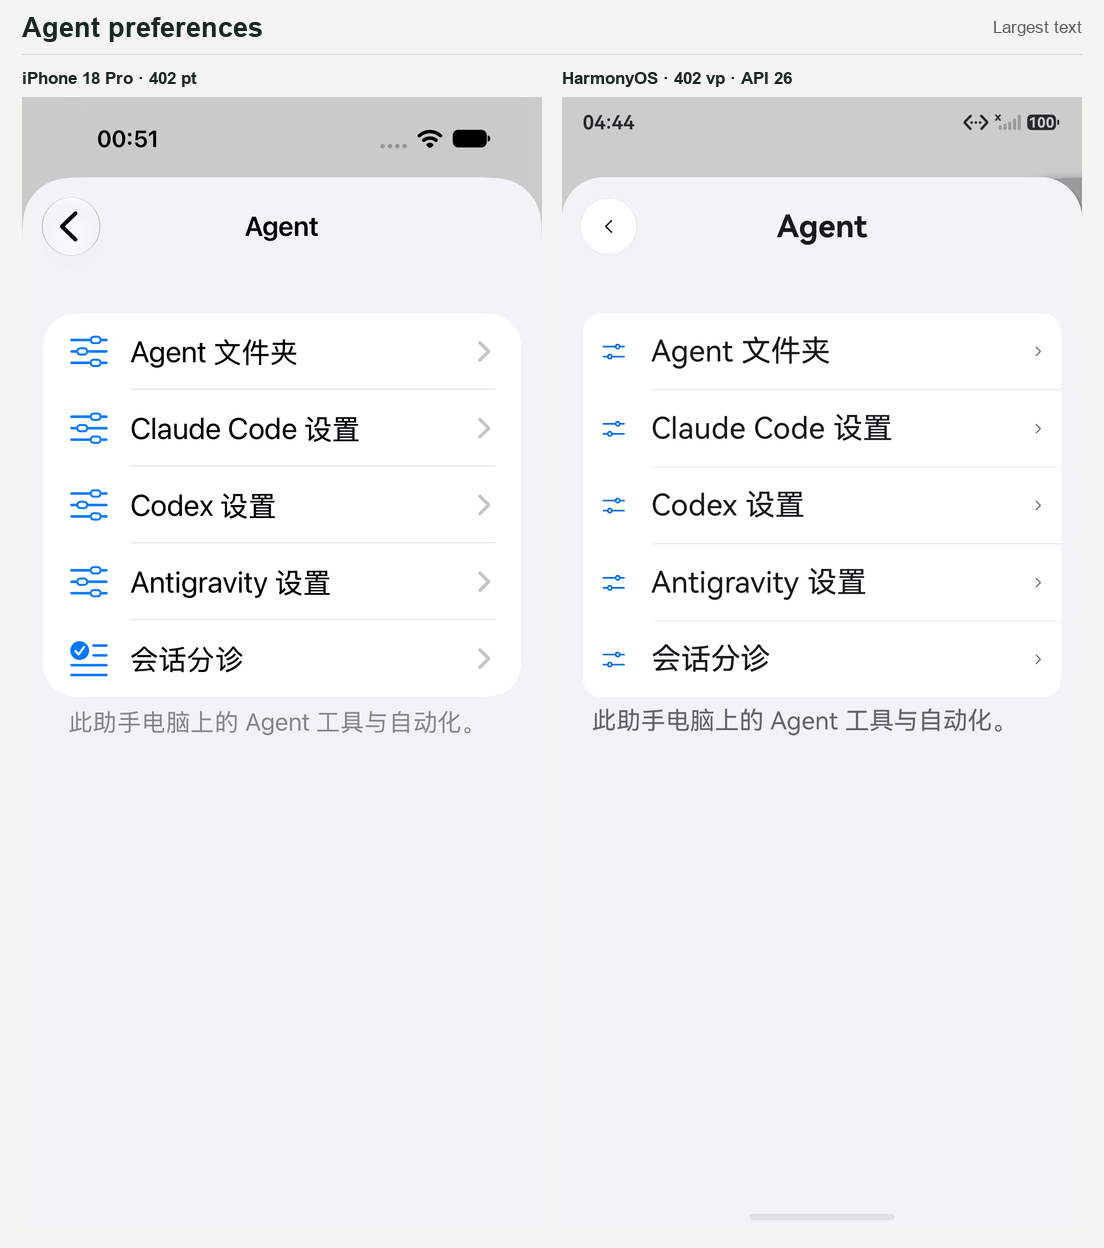 Agent preferences
Largest text
iPhone 18 Pro · 402 pt
HarmonyOS · 402 vp · API 26
00:51
Agent
Agent 文件夹
Claude Code 设置
Codex 设置
Antigravity 设置
会话分诊
此助手电脑上的 Agent 工具与自动化。
04:44
100
Agent
Agent 文件夹
Claude Code 设置
Codex 设置
Antigravity 设置
会话分诊
此助手电脑上的 Agent 工具与自动化。